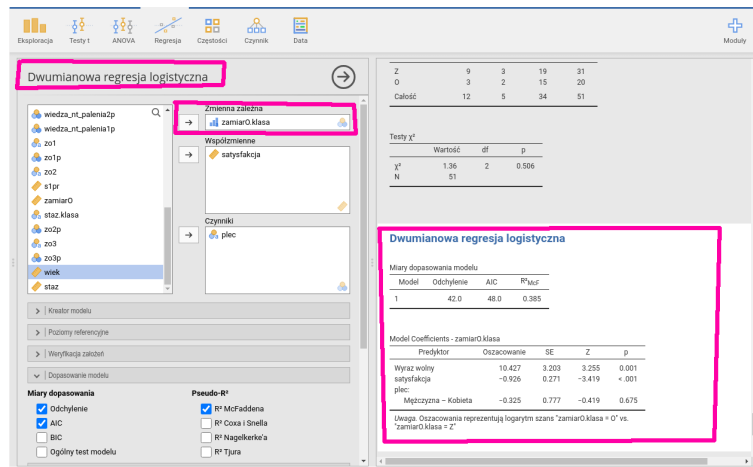 Eksploracja
Testy t
ANOVA
Regresja
Częstości
Czynnik
Data
Moduły
Dwumianowa regresja logistyczna
wiedza_nt_palenia2p
wiedza_nt_palenia1p
zo1
zo1p
zo2
s1pr
zamiarO
staz.klasa
zo2p
zo3
zo3p
wiek
staz
Zmienna zależna
zamiarO.klasa
Współzmienne
satysfakcja
Czynniki
plec
Kreator modelu
Poziomy referencyjne
Weryfikacja założeń
Dopasowanie modelu
Miary dopasowania
Odchylenie
AIC
BIC
Ogólny test modelu
Pseudo-R²
R² McFaddena
R² Coxa i Snella
R² Nagelkerke'a
R² Tjura
Z 9 3 19 31
O 3 2 15 20
Całość 12 5 34 51
Testy χ²
Wartość df p
χ² 1.36 2 0.506
N 51
Dwumianowa regresja logistyczna
Miary dopasowania modelu
Model Odchylenie AIC R²McF
1 42.0 48.0 0.385
Model Coefficients - zamiarO.klasa
Predyktor Oszacowanie SE Z p
Wyraz wolny 10.427 3.203 3.255 0.001
satysfakcja −0.926 0.271 −3.419 < .001
plec:
Mężczyzna – Kobieta −0.325 0.777 −0.419 0.675
Uwaga. Oszacowania reprezentują logarytm szans "zamiarO.klasa = O" vs.
"zamiarO.klasa = Z"